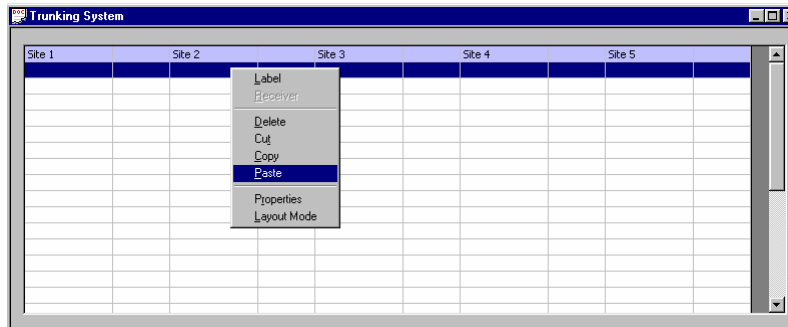 Trunking System
Site 1 Site 2 Site 3 Site 4 Site 5
Label
Receiver
Delete
Cut
Copy
Paste
Properties
Layout Mode